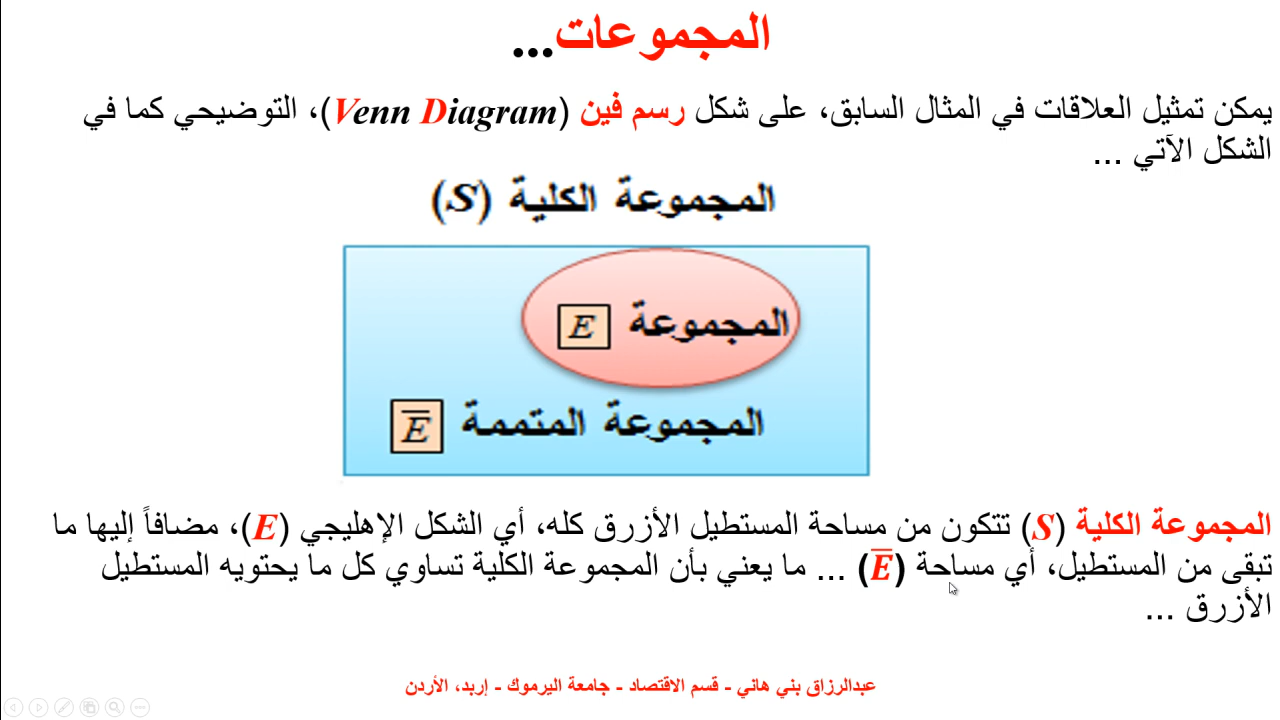 المجموعات...
يمكن تمثيل العلاقات في المثال السابق، على شكل رسم فين (Venn Diagram)، التوضيحي كما في
الشكل الآتي ...
المجموعة الكلية (S)
المجموعة E
المجموعة المتممة E̅
المجموعة الكلية (S) تتكون من مساحة المستطيل الأزرق كله، أي الشكل الإهليجي (E)، مضافاً إليها ما
تبقى من المستطيل، أي مساحة (E̅) ... ما يعني بأن المجموعة الكلية تساوي كل ما يحتويه المستطيل
الأزرق ...
عبدالرزاق بني هاني - قسم الاقتصاد - جامعة اليرموك - إربد، الأردن